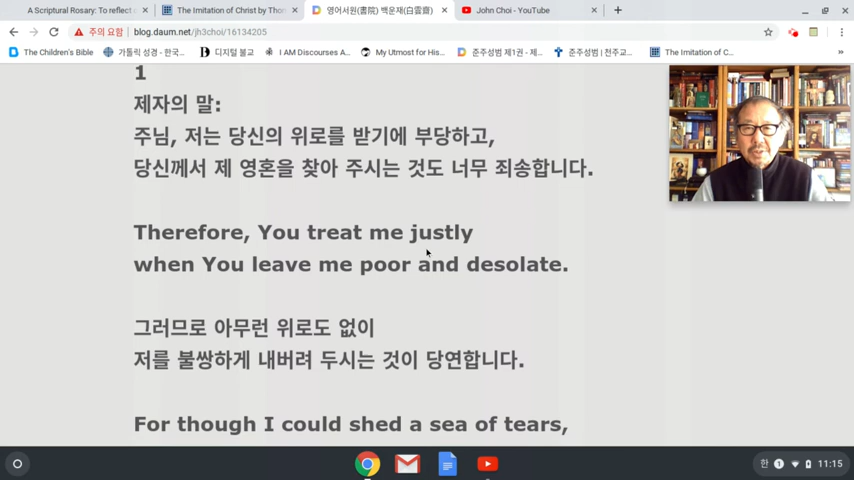 A Scriptural Rosary: To reflect a
The Imitation of Christ by Thom
영어서원(書院) 백운재(白雲齋)
John Choi - YouTube
주의 요함
blog.daum.net/jh3choi/16134205
The Children's Bible
가톨릭 성경 - 한국...
디지털 불교
I AM Discourses A...
My Utmost for His...
준주성범 제1권 - 제...
준주성범 | 천주교...
The Imitation of C...
»
1
제자의 말:
주님, 저는 당신의 위로를 받기에 부당하고,
당신께서 제 영혼을 찾아 주시는 것도 너무 죄송합니다.
Therefore, You treat me justly
when You leave me poor and desolate.
그러므로 아무런 위로도 없이
저를 불쌍하게 내버려 두시는 것이 당연합니다.
For though I could shed a sea of tears,
한 1 11:15